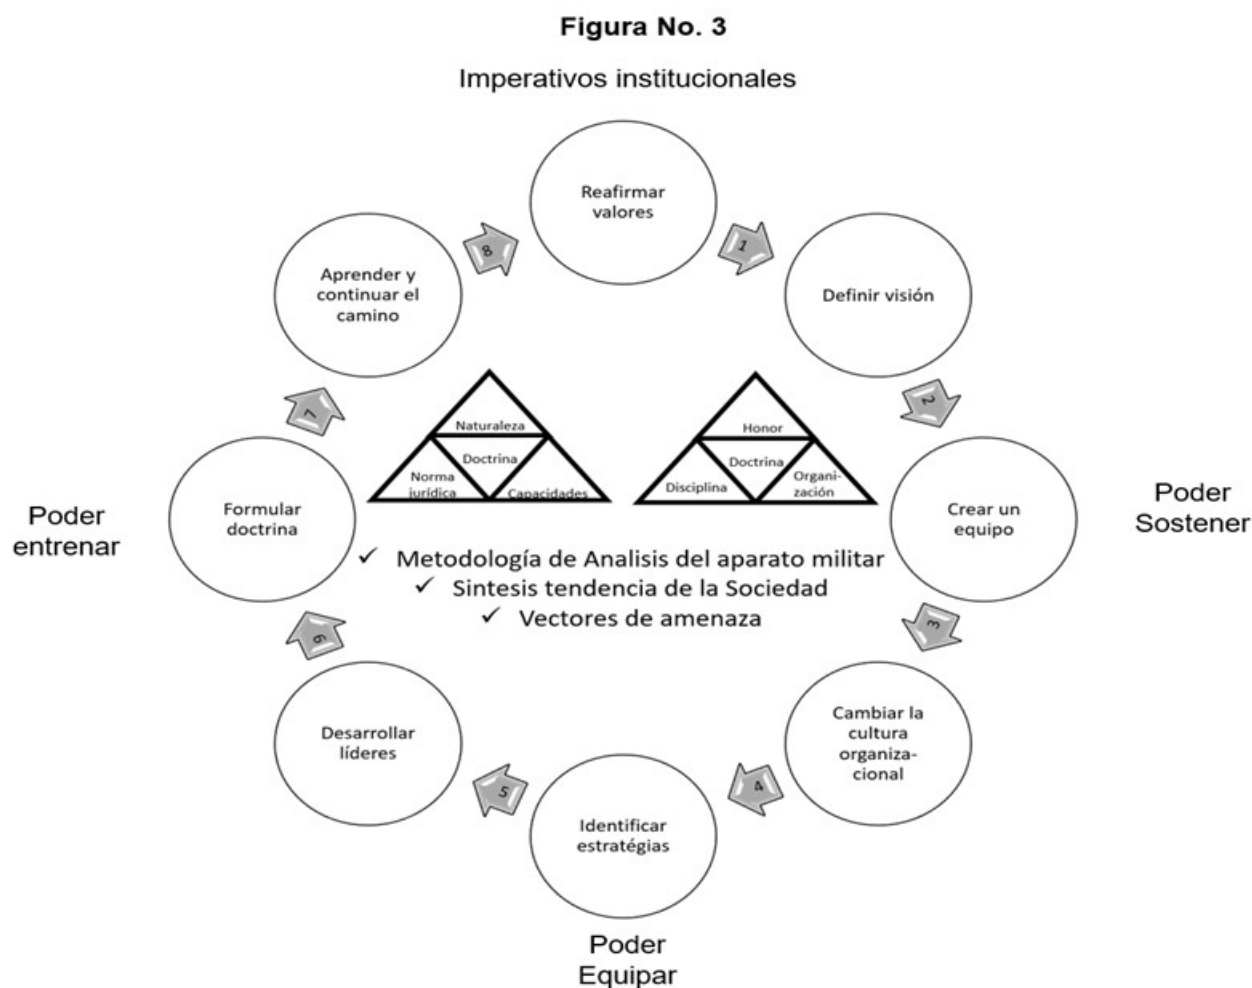 Figura No. 3
Imperativos institucionales
Reafirmar
valores
1
Definir visión
2
Crear un
equipo
Poder
Sostener
3
Cambiar la
cultura
organiza-
cional
4
Identificar
estratégias
Poder
Equipar
5
Desarrollar
líderes
6
Formular
doctrina
Poder
entrenar
7
Aprender y
continuar el
camino
8
Naturaleza
Doctrina
Norma
jurídica
Capacidades
Honor
Doctrina
Disciplina
Organi-
zación
✓ Metodología de Analisis del aparato militar
✓ Sintesis tendencia de la Sociedad
✓ Vectores de amenaza